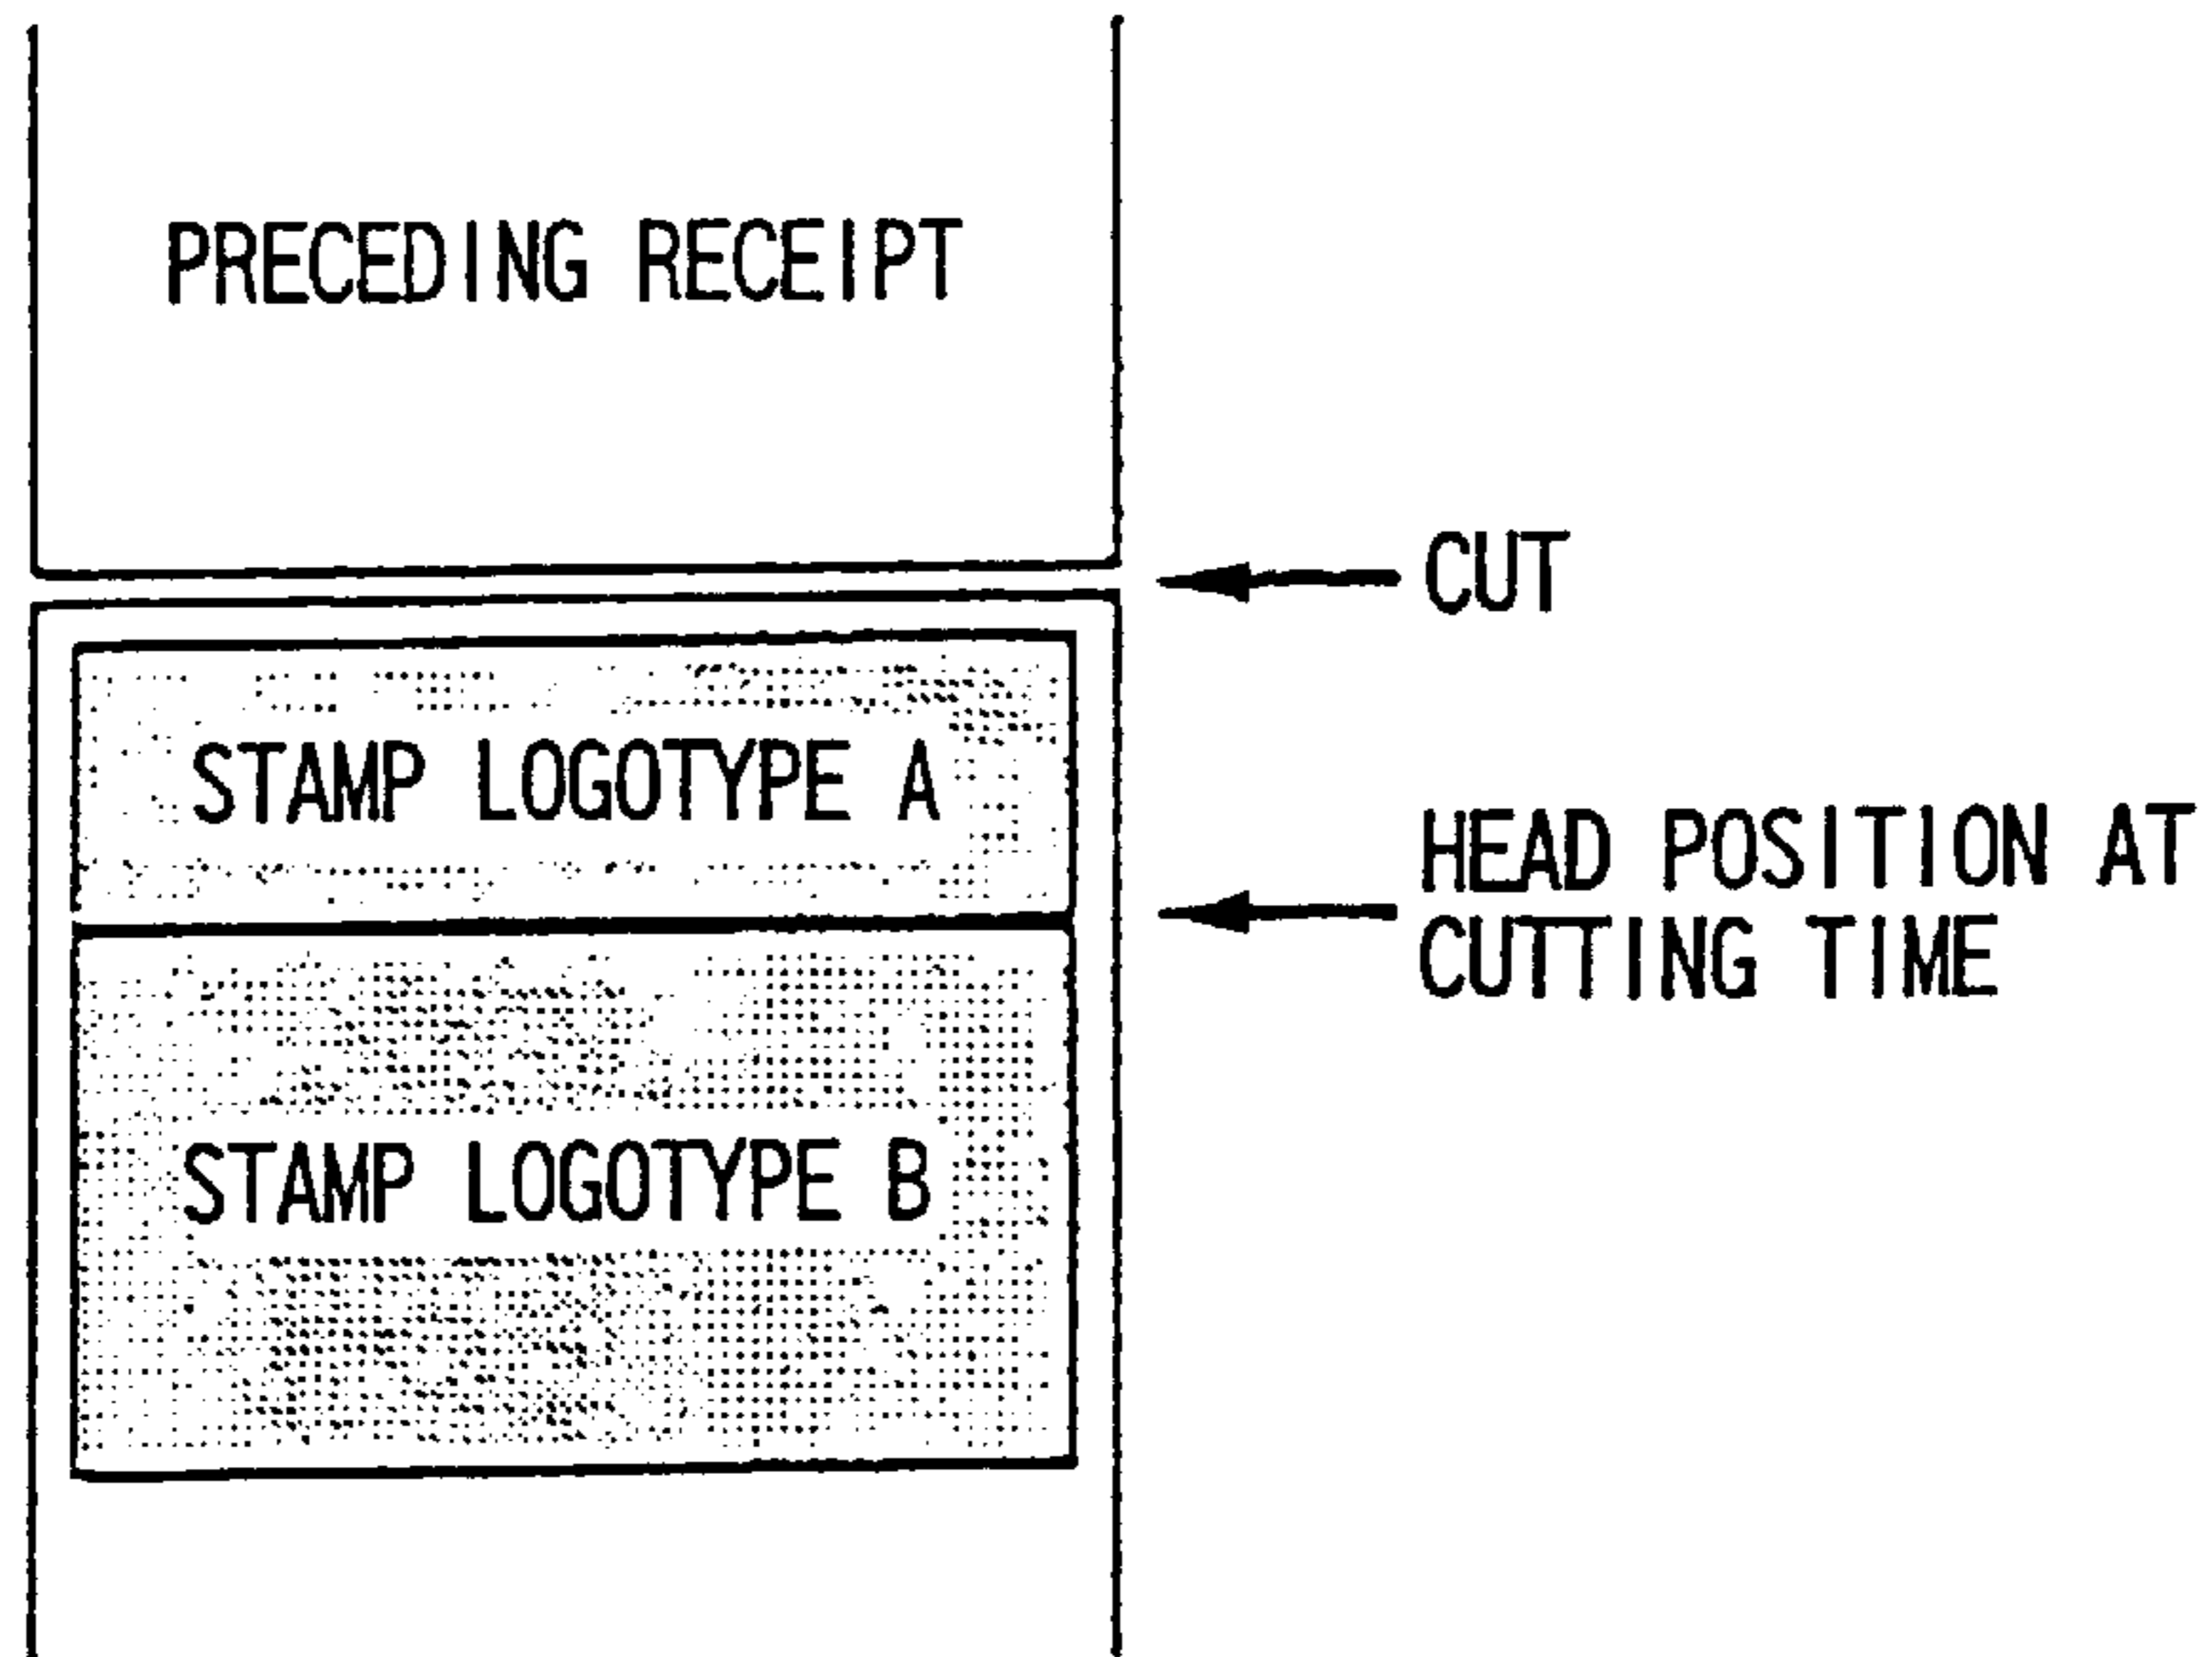 PRECEDING RECEIPT
CUT
STAMP LOGOTYPE A
HEAD POSITION AT
CUTTING TIME
STAMP LOGOTYPE B